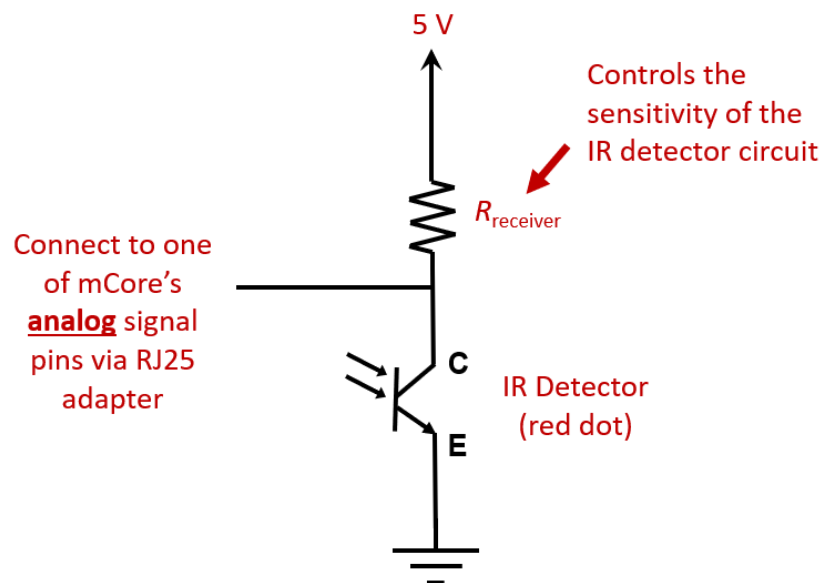 5 V
Controls the
sensitivity of the
IR detector circuit
Rreceiver
Connect to one
of mCore’s
analog signal
pins via RJ25
adapter
C
IR Detector
(red dot)
E